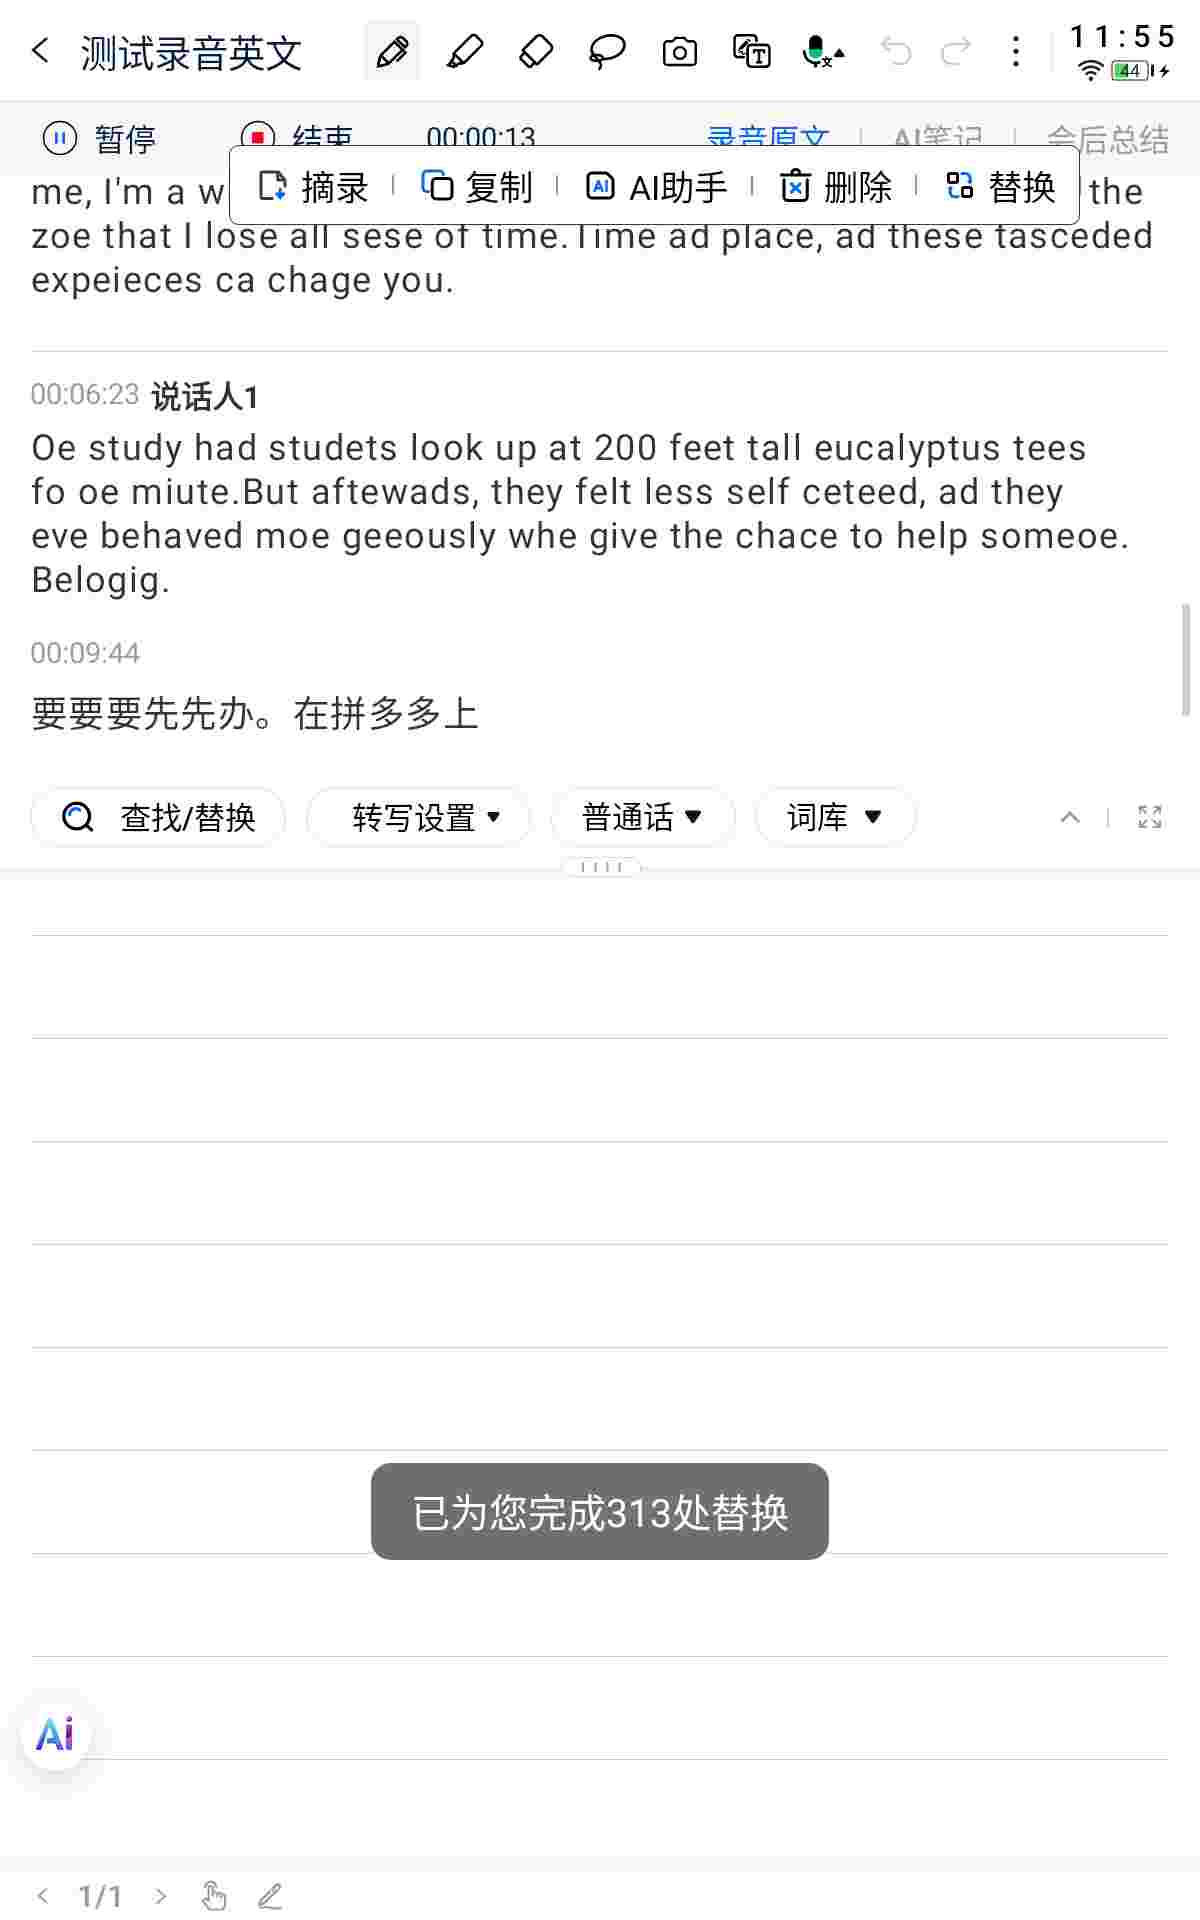 测试录音英文
11:55
44
暂停 结束 00:00:13 录音原文 AI笔记 会后总结
摘录 复制 AI助手 删除 替换
me, I'm a w the
zoe that I lose all sese of time.Time ad place, ad these tasceded
expeieces ca chage you.
00:06:23 说话人1
Oe study had studets look up at 200 feet tall eucalyptus tees
fo oe miute.But aftewads, they felt less self ceteed, ad they
eve behaved moe geeously whe give the chace to help someoe.
Belogig.
00:09:44
要要要先先办。在拼多多上
查找/替换 转写设置 普通话 词库
已为您完成313处替换
Ai
1/1